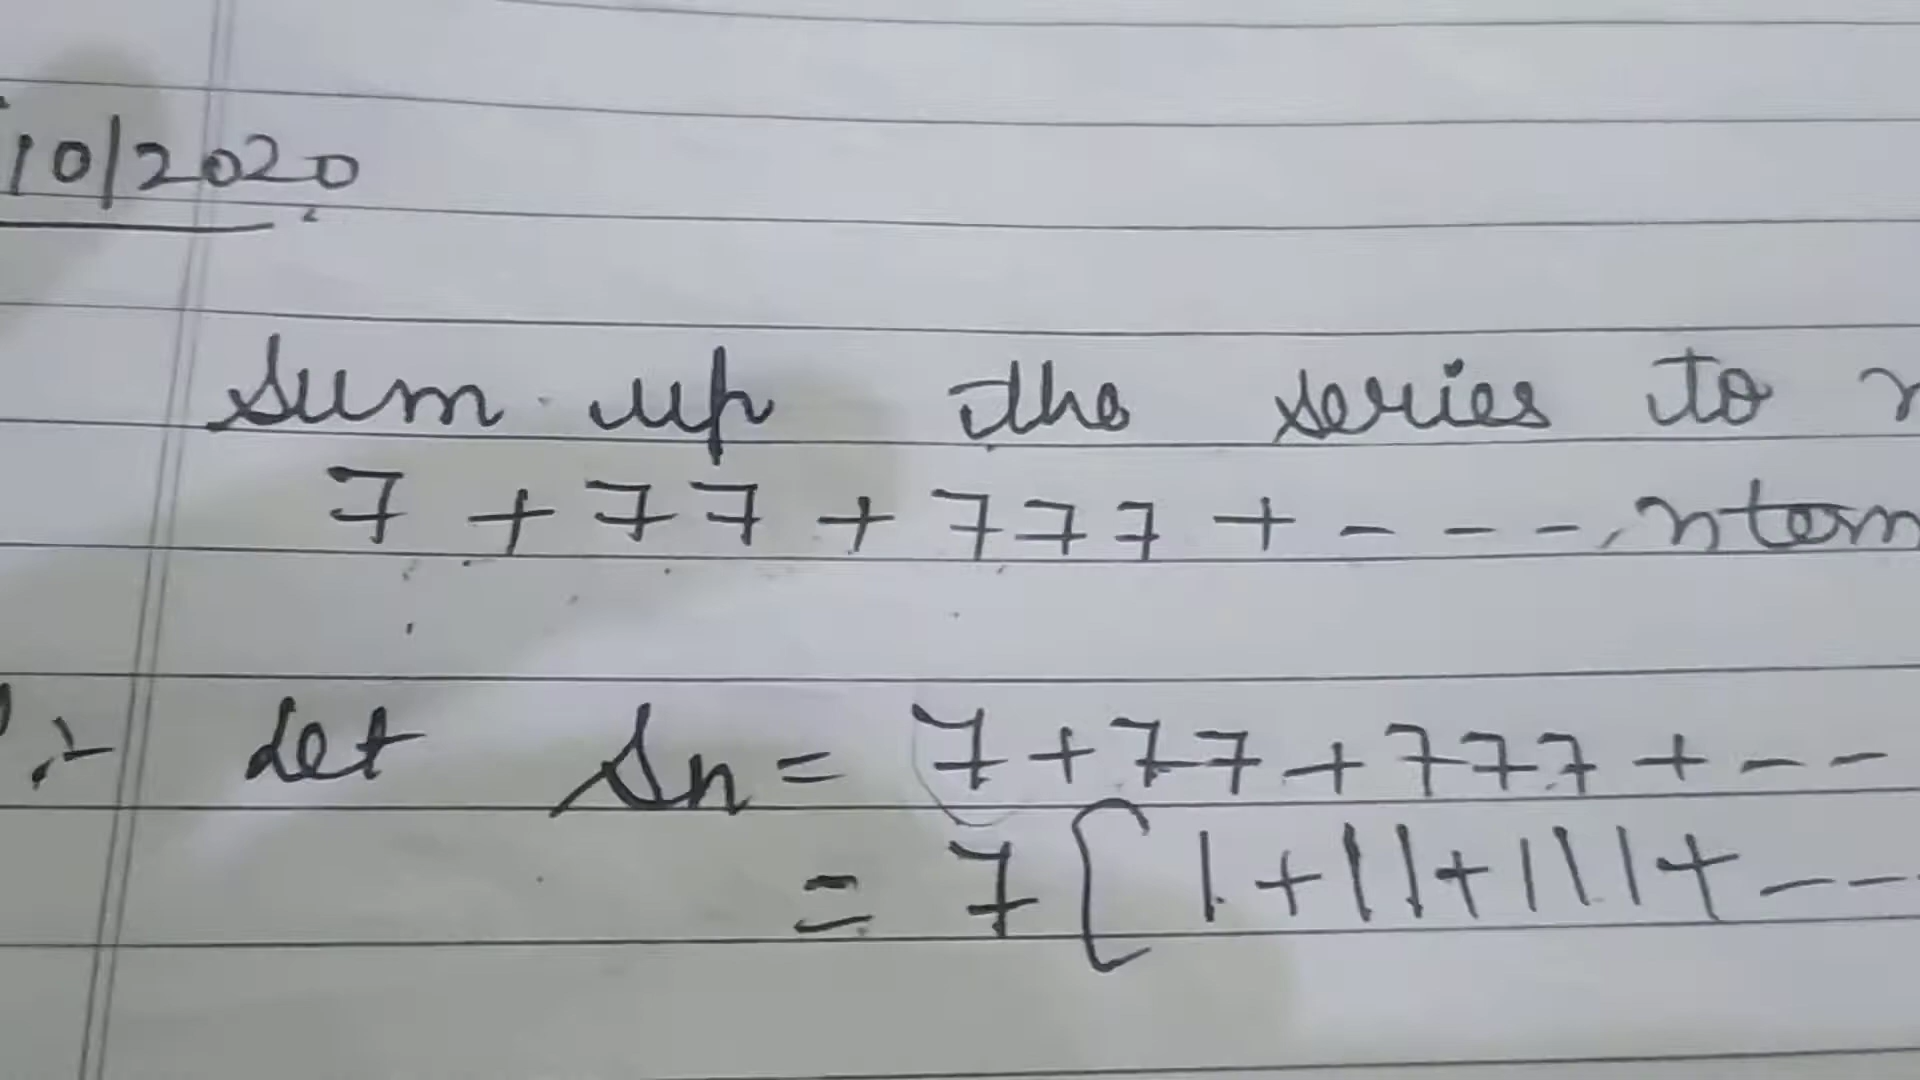 10/2020
Sum up the series to n
7 + 77 + 777 + - - - n term
:- Let Sn = 7 + 77 + 777 + - -
= 7 [ 1 + 11 + 111 + - - -